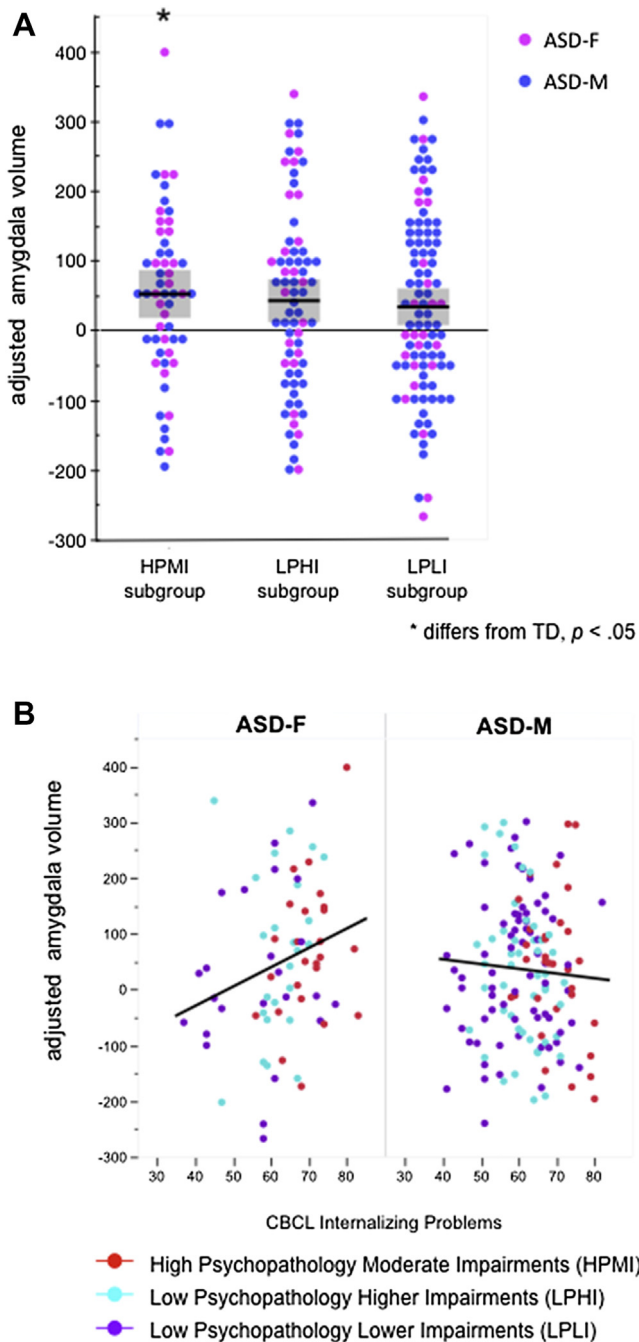 A
*
ASD-F
ASD-M
adjusted amygdala volume
400
300
200
100
0
-100
-200
-300
HPMI subgroup
LPHI subgroup
LPLI subgroup
* differs from TD, p < .05
B
ASD-F
ASD-M
adjusted amygdala volume
400
300
200
100
0
-100
-200
-300
30 40 50 60 70 80 30 40 50 60 70 80
CBCL Internalizing Problems
High Psychopathology Moderate Impairments (HPMI)
Low Psychopathology Higher Impairments (LPHI)
Low Psychopathology Lower Impairments (LPLI)